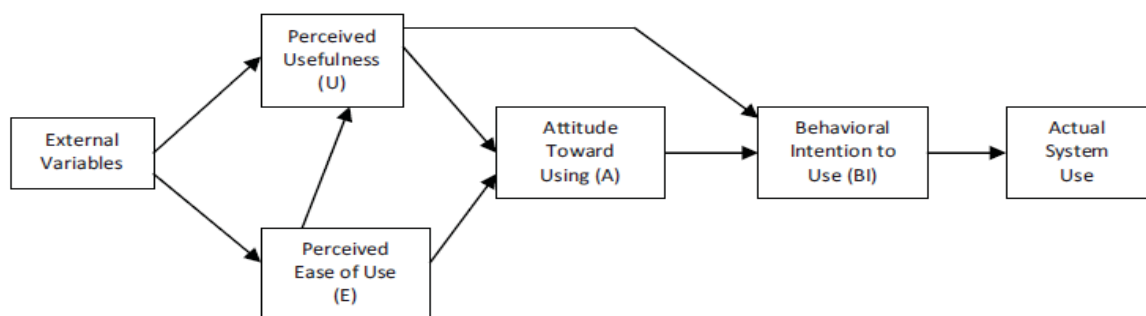 External
Variables
Perceived
Usefulness
(U)
Perceived
Ease of Use
(E)
Attitude
Toward
Using (A)
Behavioral
Intention to
Use (BI)
Actual
System
Use